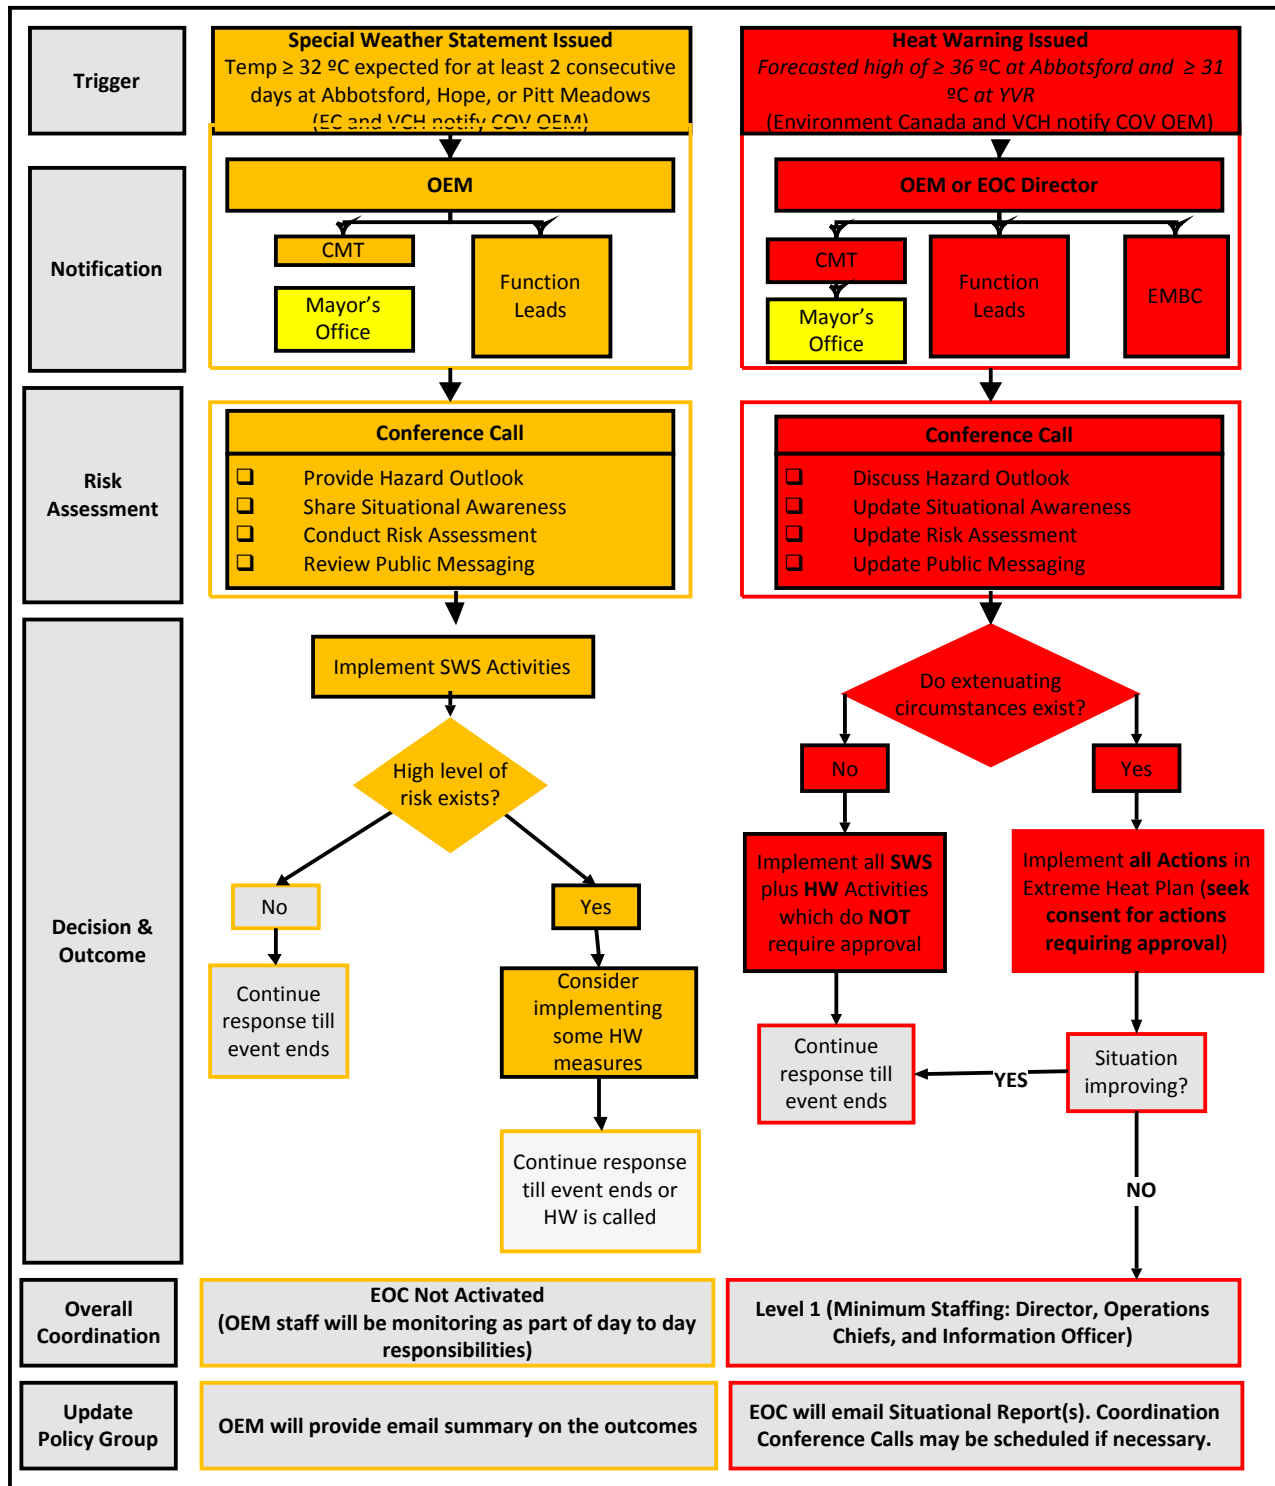 Trigger
Special Weather Statement Issued
Temp ≥ 32 ºC expected for at least 2 consecutive
days at Abbotsford, Hope, or Pitt Meadows
(EC and VCH notify COV OEM)
Heat Warning Issued
Forecasted high of ≥ 36 ºC at Abbotsford and ≥ 31
ºC at YVR
(Environment Canada and VCH notify COV OEM)
Notification
OEM
CMT
Mayor's
Office
Function
Leads
OEM or EOC Director
CMT
Mayor's
Office
Function
Leads
EMBC
Risk
Assessment
Conference Call
❑ Provide Hazard Outlook
❑ Share Situational Awareness
❑ Conduct Risk Assessment
❑ Review Public Messaging
Conference Call
❑ Discuss Hazard Outlook
❑ Update Situational Awareness
❑ Update Risk Assessment
❑ Update Public Messaging
Decision &
Outcome
Implement SWS Activities
High level of
risk exists?
No
Yes
Continue
response till
event ends
Consider
implementing
some HW
measures
Continue response
till event ends or
HW is called
Do extenuating
circumstances exist?
No
Yes
Implement all SWS
plus HW Activities
which do NOT
require approval
Implement all Actions in
Extreme Heat Plan (seek
consent for actions
requiring approval)
Continue
response till
event ends
YES
Situation
improving?
NO
Overall
Coordination
EOC Not Activated
(OEM staff will be monitoring as part of day to day
responsibilities)
Level 1 (Minimum Staffing: Director, Operations
Chiefs, and Information Officer)
Update
Policy Group
OEM will provide email summary on the outcomes
EOC will email Situational Report(s). Coordination
Conference Calls may be scheduled if necessary.